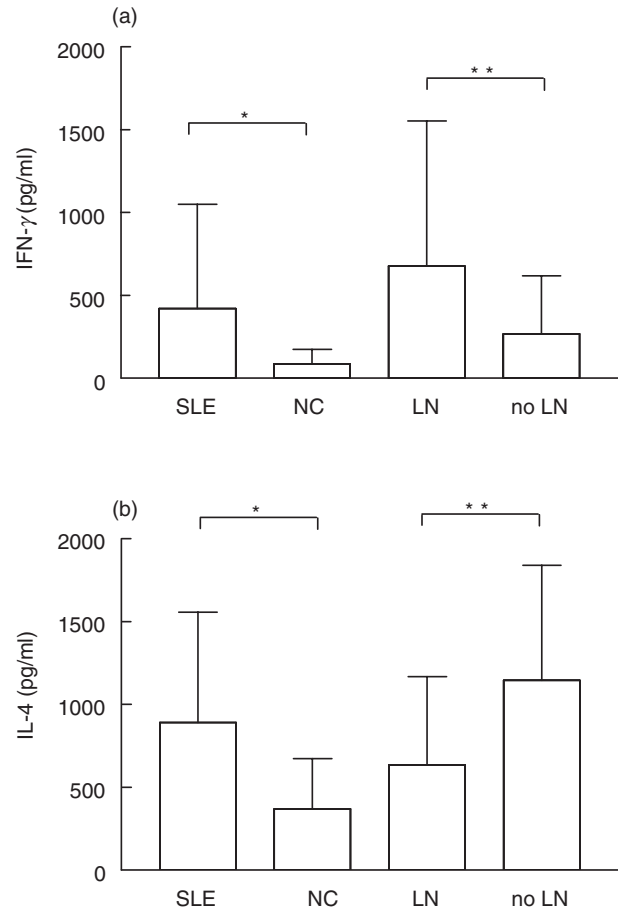 (a)
2000
* *
1500
*
1000
IFN-γ (pg/ml)
500
0
SLE NC LN no LN
(b)
* *
*
2000
1500
1000
IL-4 (pg/ml)
500
0
SLE NC LN no LN